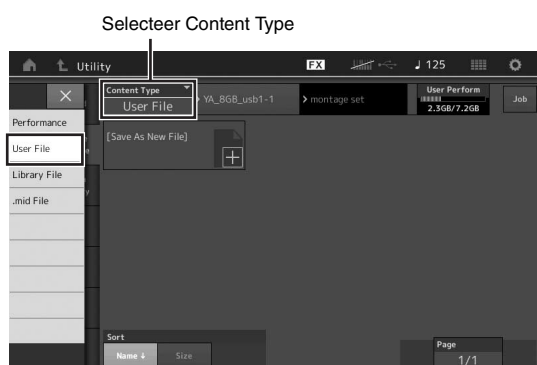 Selecteer Content Type
Utility
FX
125
Content Type
User File
YA_8GB_usb1-1
montage set
User Perform
2.3GB/7.2GB
Job
Performance
User File
Library File
.mid File
[Save As New File]
Sort
Name
Size
Page
1/1